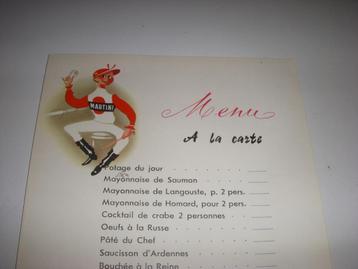 MARTINI
Menu
A la carte
Potage du jour . . . . . . . .
Mayonnaise de Saumon . . . . .
Mayonnaise de Langouste, p. 2 pers.
Mayonnaise de Homard, pour 2 pers.
Cocktail de crabe 2 personnes . . .
Oeufs à la Russe . . . . . . .
Pâté du Chef . . . . . . . .
Saucisson d'Ardennes . . . . .
Bouchée à la Reine . . . . . .